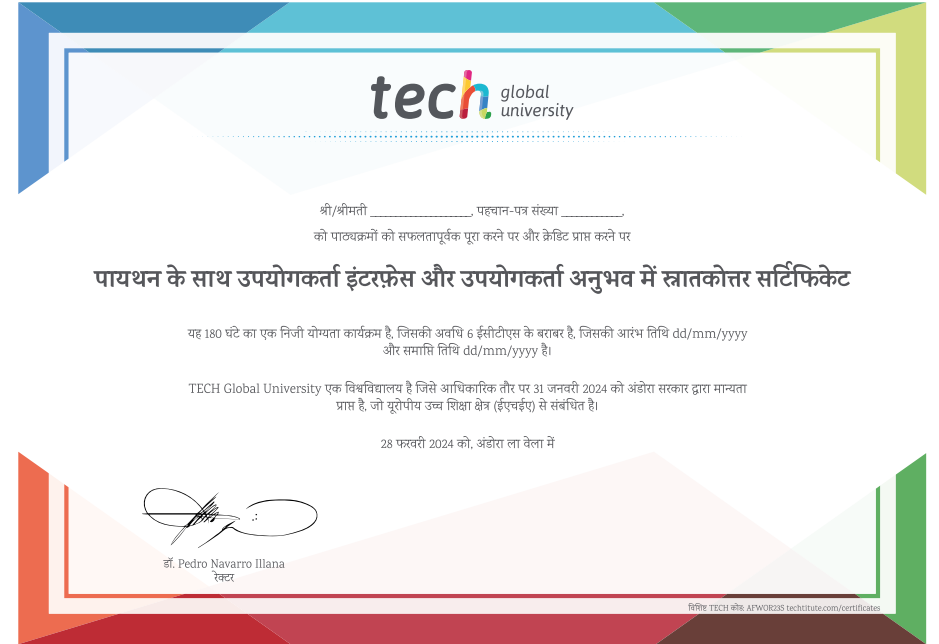 tech global university
श्री/श्रीमती ____________________, पहचान-पत्र संख्या ____________,
को पाठ्यक्रमों को सफलतापूर्वक पूरा करने पर और क्रेडिट प्राप्त करने पर
पायथन के साथ उपयोगकर्ता इंटरफ़ेस और उपयोगकर्ता अनुभव में स्नातकोत्तर सर्टिफिकेट
यह 180 घंटे का एक निजी योग्यता कार्यक्रम है, जिसकी अवधि 6 ईसीटीएस के बराबर है, जिसकी आरंभ तिथि dd/mm/yyyy
और समाप्ति तिथि dd/mm/yyyy है।
TECH Global University एक विश्वविद्यालय है जिसे आधिकारिक तौर पर 31 जनवरी 2024 को अंडोरा सरकार द्वारा मान्यता
प्राप्त है, जो यूरोपीय उच्च शिक्षा क्षेत्र (ईएचईए) से संबंधित है।
28 फरवरी 2024 को, अंडोरा ला वेला में
डॉ. Pedro Navarro Illana
रेक्टर
विशिष्ट TECH कोड: AFWOR23S techtitute.com/certificates